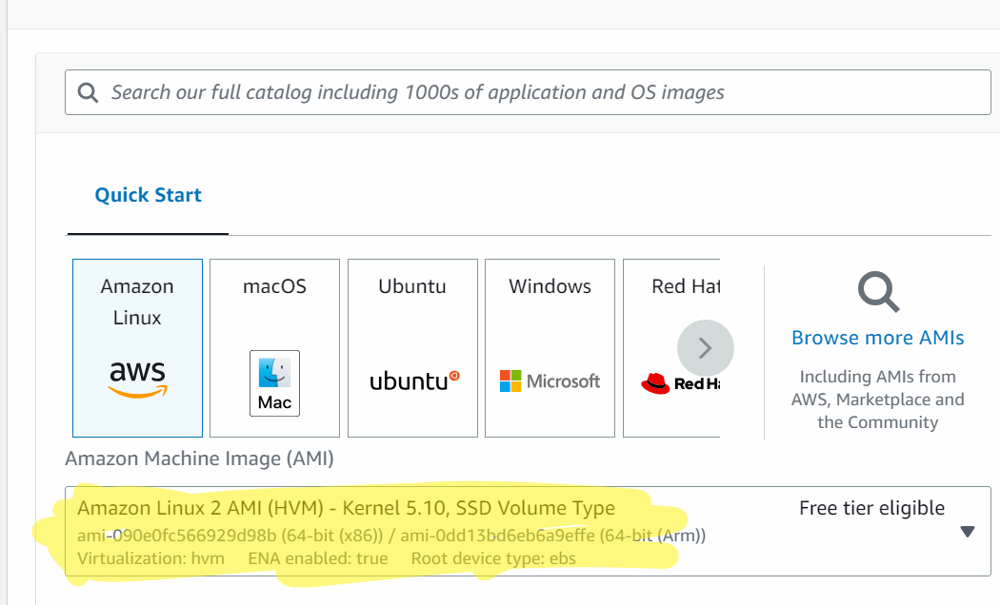 Search our full catalog including 1000s of application and OS images
Quick Start
Amazon
Linux
aws
macOS
Mac
Ubuntu
ubuntu
Windows
Microsoft
Red Hat
Red Ha
Browse more AMIs
Including AMIs from
AWS, Marketplace and
the Community
Amazon Machine Image (AMI)
Amazon Linux 2 AMI (HVM) - Kernel 5.10, SSD Volume Type
Free tier eligible
ami-090e0fc566929d98b (64-bit (x86)) / ami-0dd13bd6eb6a9effe (64-bit (Arm))
Virtualization: hvm ENA enabled: true Root device type: ebs